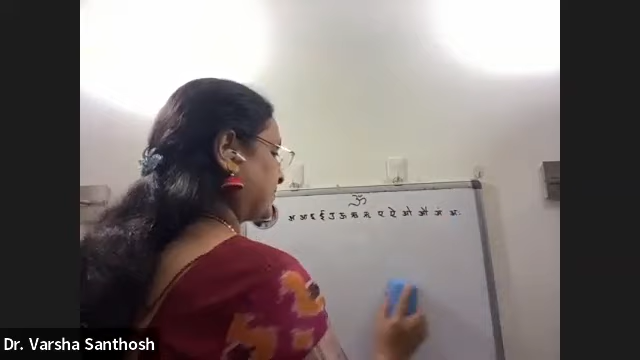 ॐ
अ आ इ ई उ ऊ ऋ ॠ ए ऐ ओ औ अं अः
Dr. Varsha Santhosh